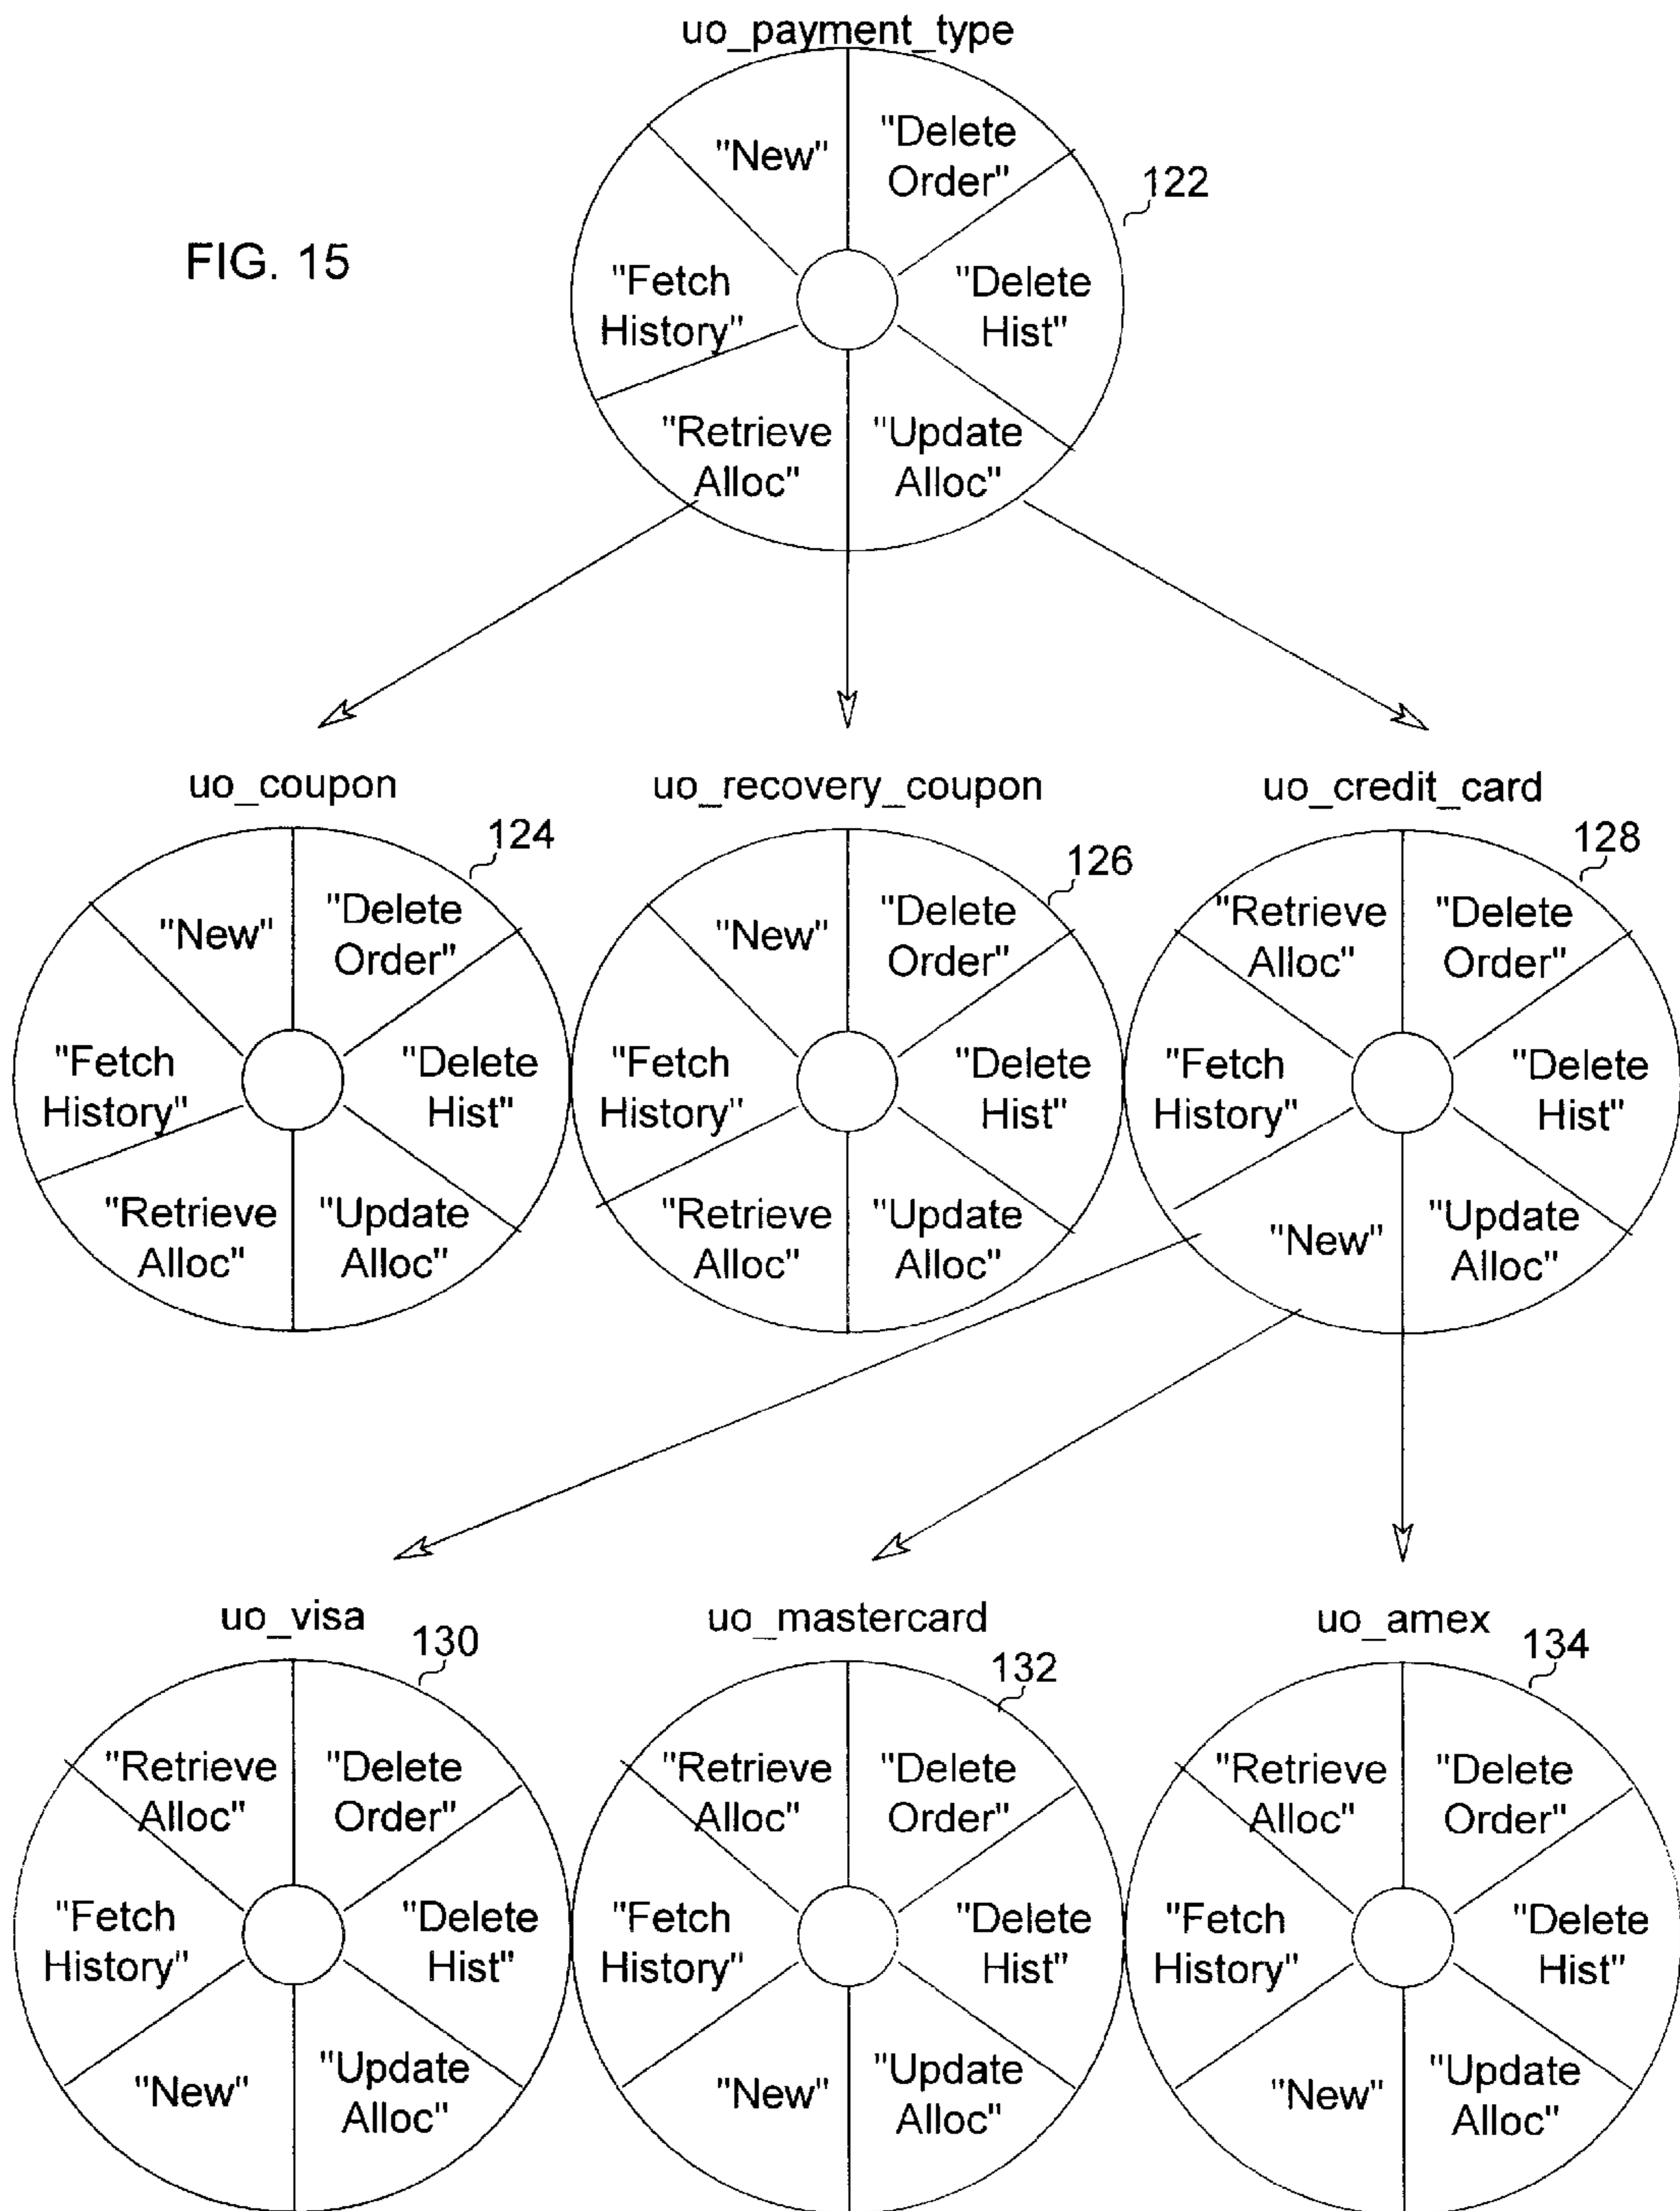 uo_payment_type
"New"
"Delete
Order"
122
FIG. 15
"Fetch
History"
"Delete
Hist"
"Retrieve
Alloc"
"Update
Alloc"
uo_coupon
124
"New"
"Delete
Order"
"Fetch
History"
"Delete
Hist"
"Retrieve
Alloc"
"Update
Alloc"
uo_recovery_coupon
126
"New"
"Delete
Order"
"Fetch
History"
"Delete
Hist"
"Retrieve
Alloc"
"Update
Alloc"
uo_credit_card
128
"Retrieve
Alloc"
"Delete
Order"
"Fetch
History"
"Delete
Hist"
"New"
"Update
Alloc"
uo_visa
130
"Retrieve
Alloc"
"Delete
Order"
"Fetch
History"
"Delete
Hist"
"New"
"Update
Alloc"
uo_mastercard
132
"Retrieve
Alloc"
"Delete
Order"
"Fetch
History"
"Delete
Hist"
"New"
"Update
Alloc"
uo_amex
134
"Retrieve
Alloc"
"Delete
Order"
"Fetch
History"
"Delete
Hist"
"New"
"Update
Alloc"